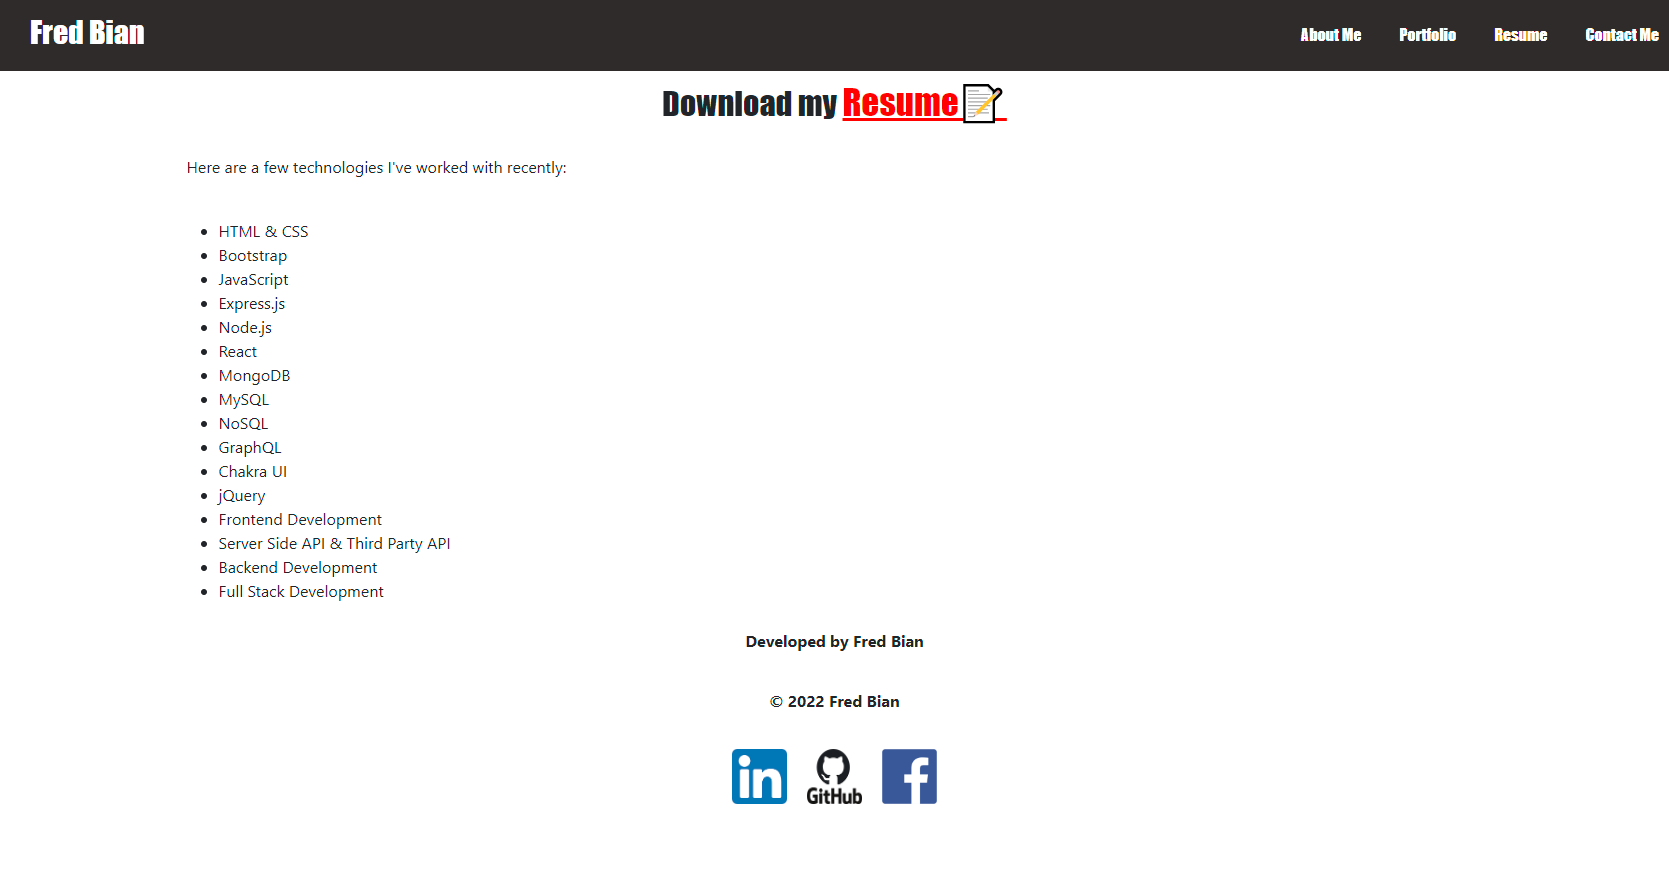 Fred Bian
About Me Portfolio Resume Contact Me
Download my Resume📝
Here are a few technologies I've worked with recently:
HTML & CSS
Bootstrap
JavaScript
Express.js
Node.js
React
MongoDB
MySQL
NoSQL
GraphQL
Chakra UI
jQuery
Frontend Development
Server Side API & Third Party API
Backend Development
Full Stack Development
Developed by Fred Bian
© 2022 Fred Bian
in GitHub f